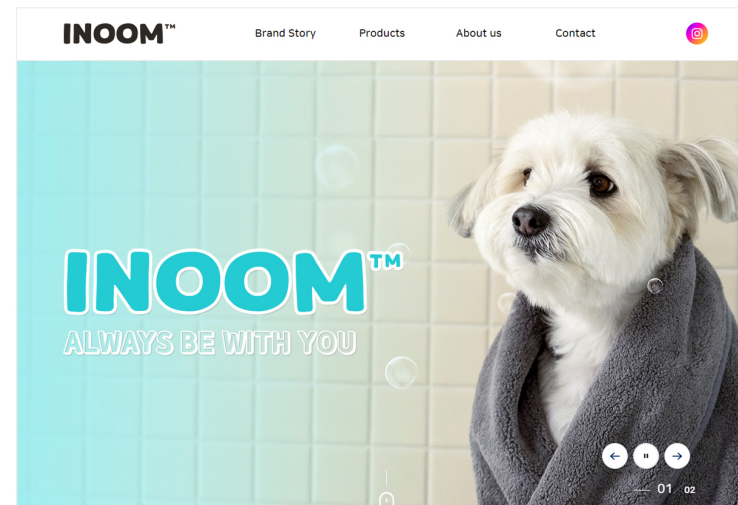 INOOM™
Brand Story
Products
About us
Contact
INOOM™
ALWAYS BE WITH YOU
01 02